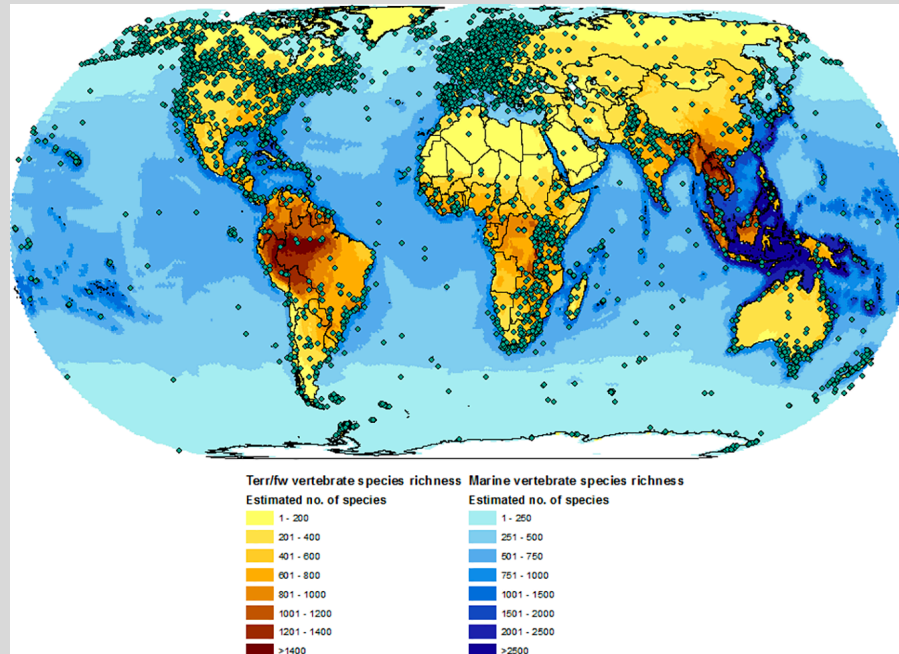 Terr/fw vertebrate species richness
Estimated no. of species
1 - 200
201 - 400
401 - 600
601 - 800
801 - 1000
1001 - 1200
1201 - 1400
>1400
Marine vertebrate species richness
Estimated no. of species
1 - 250
251 - 500
501 - 750
751 - 1000
1001 - 1500
1501 - 2000
2001 - 2500
>2500